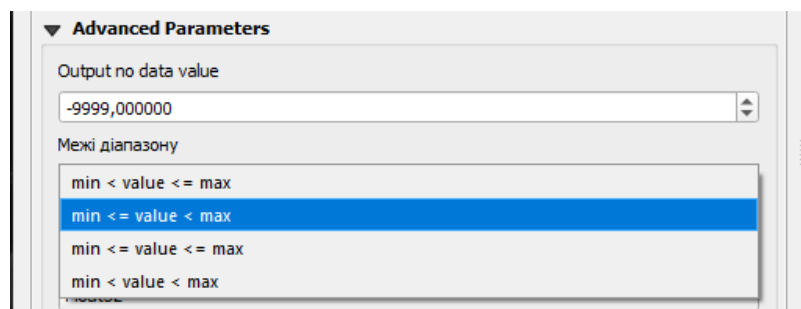 Advanced Parameters
Output no data value
-9999,000000
Межі діапазону
min < value <= max
min <= value < max
min <= value <= max
min < value < max